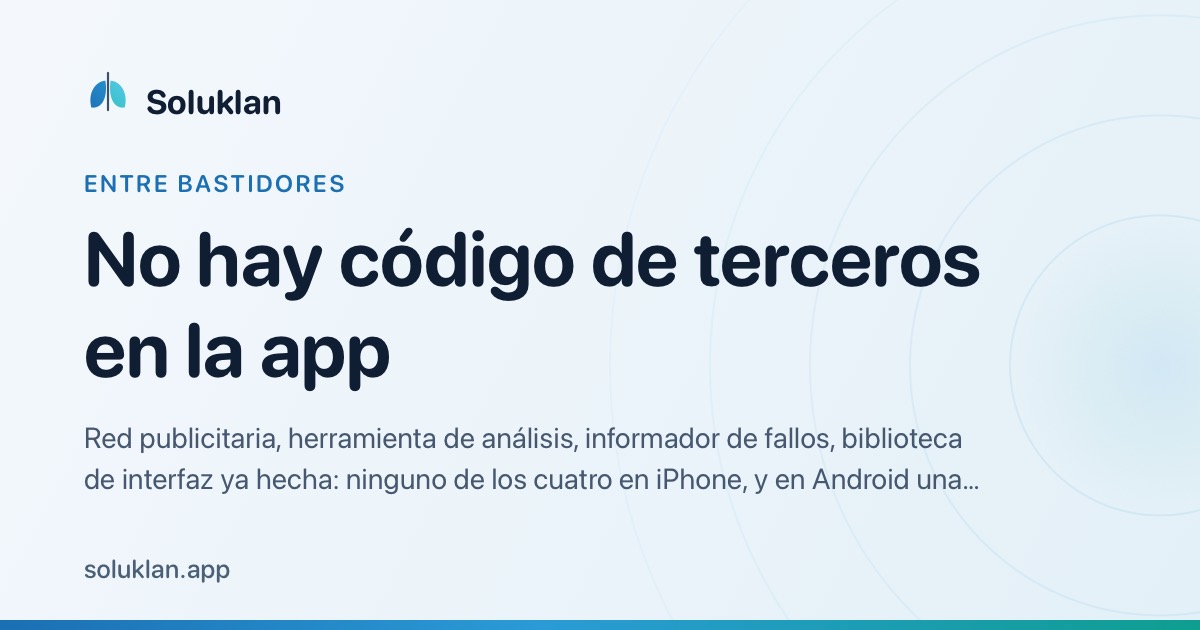 Soluklan
ENTRE BASTIDORES
No hay código de terceros
en la app
Red publicitaria, herramienta de análisis, informador de fallos, biblioteca
de interfaz ya hecha: ninguno de los cuatro en iPhone, y en Android una…
soluklan.app